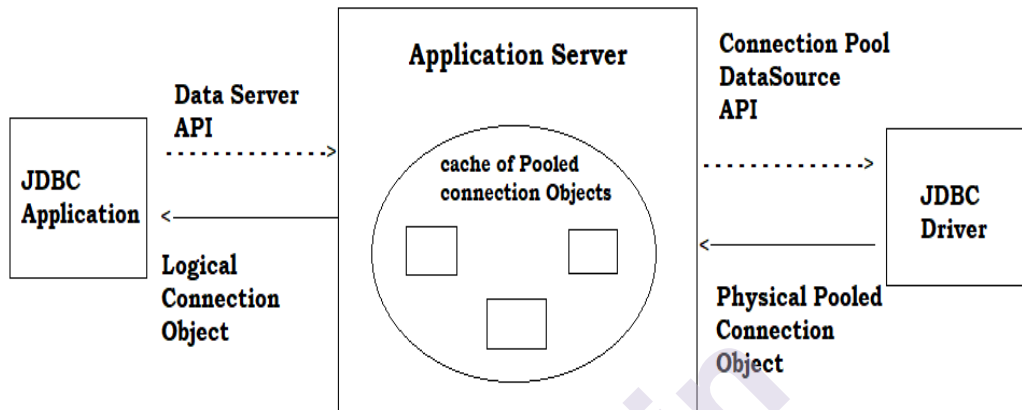 Application Server
Connection Pool
DataSource
API
Data Server
API
JDBC
Application
cache of Pooled
connection Objects
JDBC
Driver
Logical
Connection
Object
Physical Pooled
Connection
Object
in